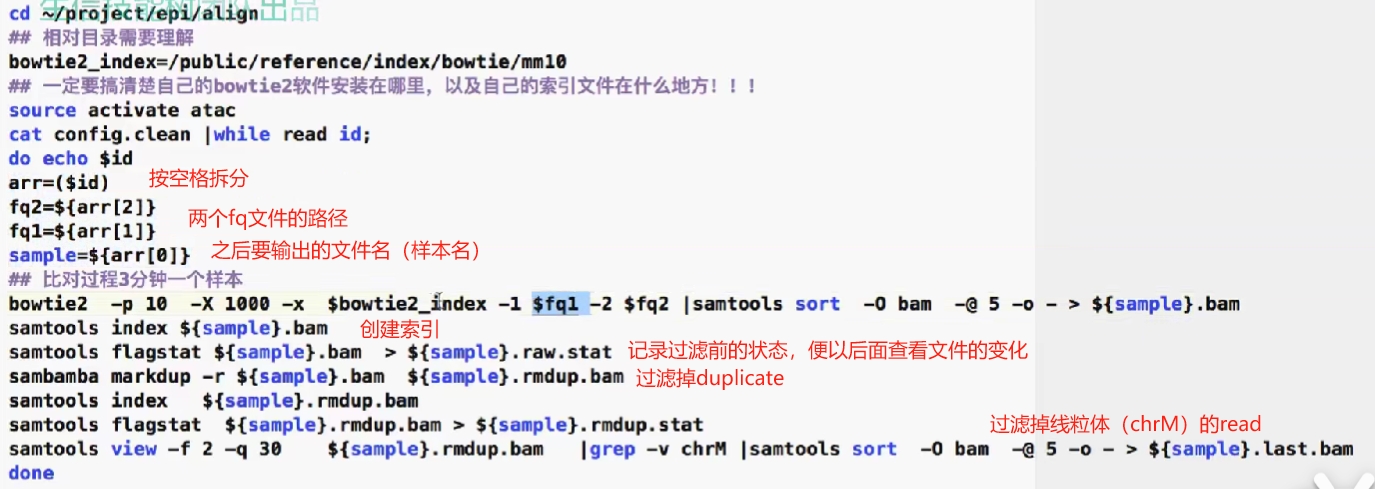 生信技能树团队出品
cd ~/project/epi/align
## 相对目录需要理解
bowtie2_index=/public/reference/index/bowtie/mm10
## 一定要搞清楚自己的bowtie2软件安装在哪里，以及自己的索引文件在什么地方！！！
source activate atac
cat config.clean |while read id;
do echo $id
arr=($id) 按空格拆分
fq2=${arr[2]}
两个fq文件的路径
fq1=${arr[1]}
sample=${arr[0]} 之后要输出的文件名（样本名）
## 比对过程3分钟一个样本
bowtie2 -p 10 -X 1000 -x $bowtie2_index -1 $fq1 -2 $fq2 |samtools sort -O bam -@ 5 -o - > ${sample}.bam
samtools index ${sample}.bam 创建索引
samtools flagstat ${sample}.bam > ${sample}.raw.stat 记录过滤前的状态，便以后面查看文件的变化
sambamba markdup -r ${sample}.bam ${sample}.rmdup.bam 过滤掉duplicate
samtools index ${sample}.rmdup.bam
samtools flagstat ${sample}.rmdup.bam > ${sample}.rmdup.stat 过滤掉线粒体（chrM）的read
samtools view -f 2 -q 30 ${sample}.rmdup.bam |grep -v chrM |samtools sort -O bam -@ 5 -o - > ${sample}.last.bam
done